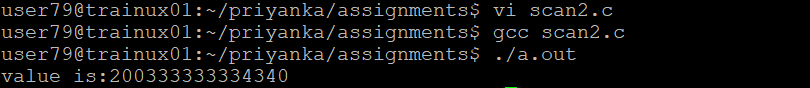 user79@trainux01:~/priyanka/assignments$ vi scan2.c
user79@trainux01:~/priyanka/assignments$ gcc scan2.c
user79@trainux01:~/priyanka/assignments$ ./a.out
value is:200333333334340